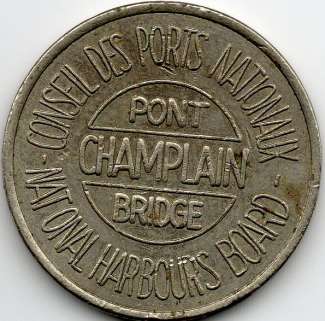 CONSEIL DES PORTS NATIONAUX
PONT
CHAMPLAIN
BRIDGE
- NATIONAL HARBOURS BOARD -